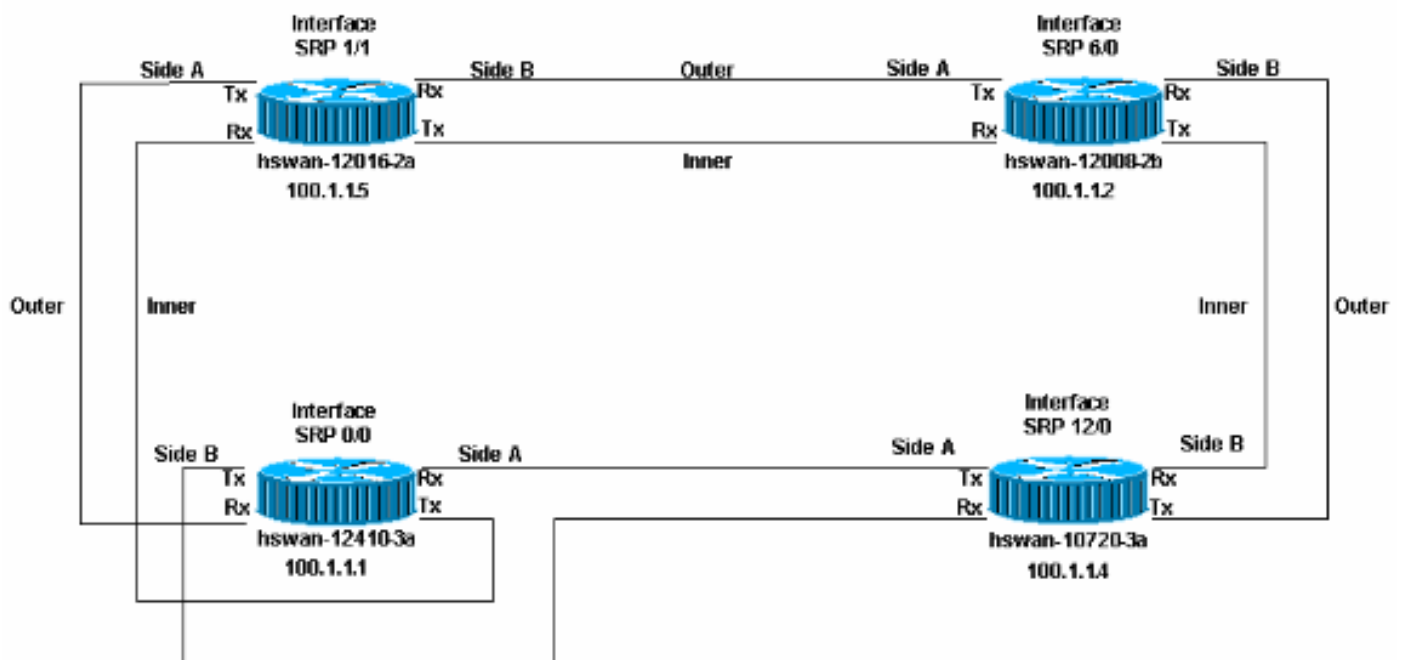 Interface
SRP 1/1
Interface
SRP 6/0
Side A
Side B
Outer
Side A
Side B
Tx
Rx
Tx
Rx
Rx
Tx
Rx
Tx
hswan-12016-2a
Inner
hswan-12008-2b
100.1.1.5
100.1.1.2
Outer
Inner
Inner
Outer
Interface
SRP 0/0
Interface
SRP 12/0
Side B
Side A
Side A
Side B
Tx
Rx
Tx
Rx
Rx
Tx
Rx
Tx
hswan-12410-3a
hswan-10720-3a
100.1.1.1
100.1.1.4